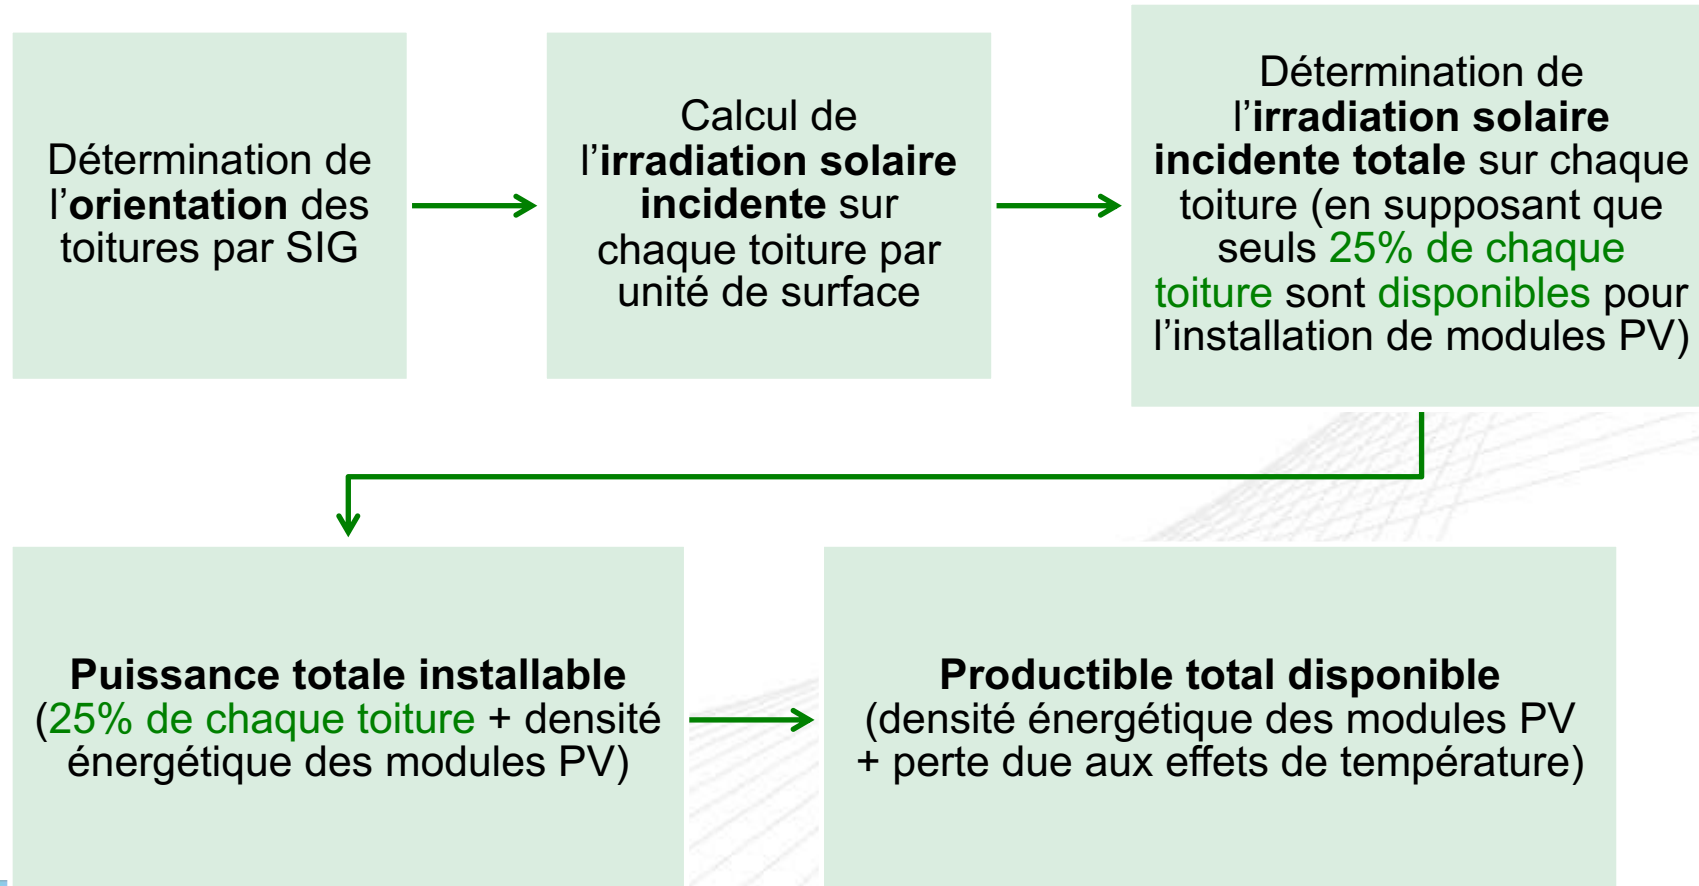 Détermination de
l’orientation des
toitures par SIG
Calcul de
l’irradiation solaire
incidente sur
chaque toiture par
unité de surface
Détermination de
l’irradiation solaire
incidente totale sur chaque
toiture (en supposant que
seuls 25% de chaque
toiture sont disponibles pour
l’installation de modules PV)
Puissance totale installable
(25% de chaque toiture + densité
énergétique des modules PV)
Productible total disponible
(densité énergétique des modules PV
+ perte due aux effets de température)